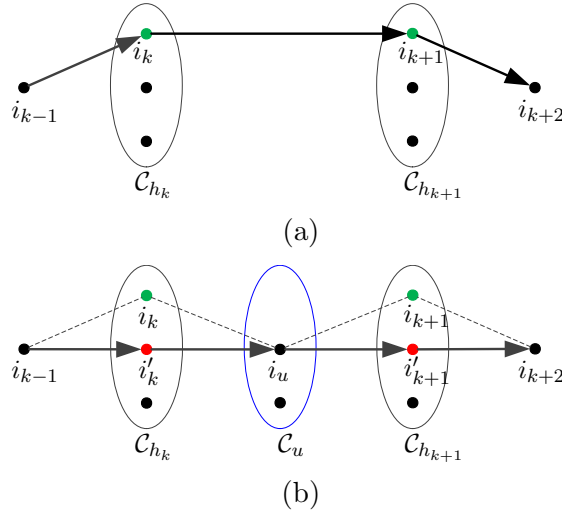 i_k i_{k+1}
i_{k-1} i_{k+2}
C_{h_k} C_{h_{k+1}}
(a)
i_k i_{k+1}
i_{k-1} i'_k i_u i'_{k+1} i_{k+2}
C_{h_k} C_u C_{h_{k+1}}
(b)